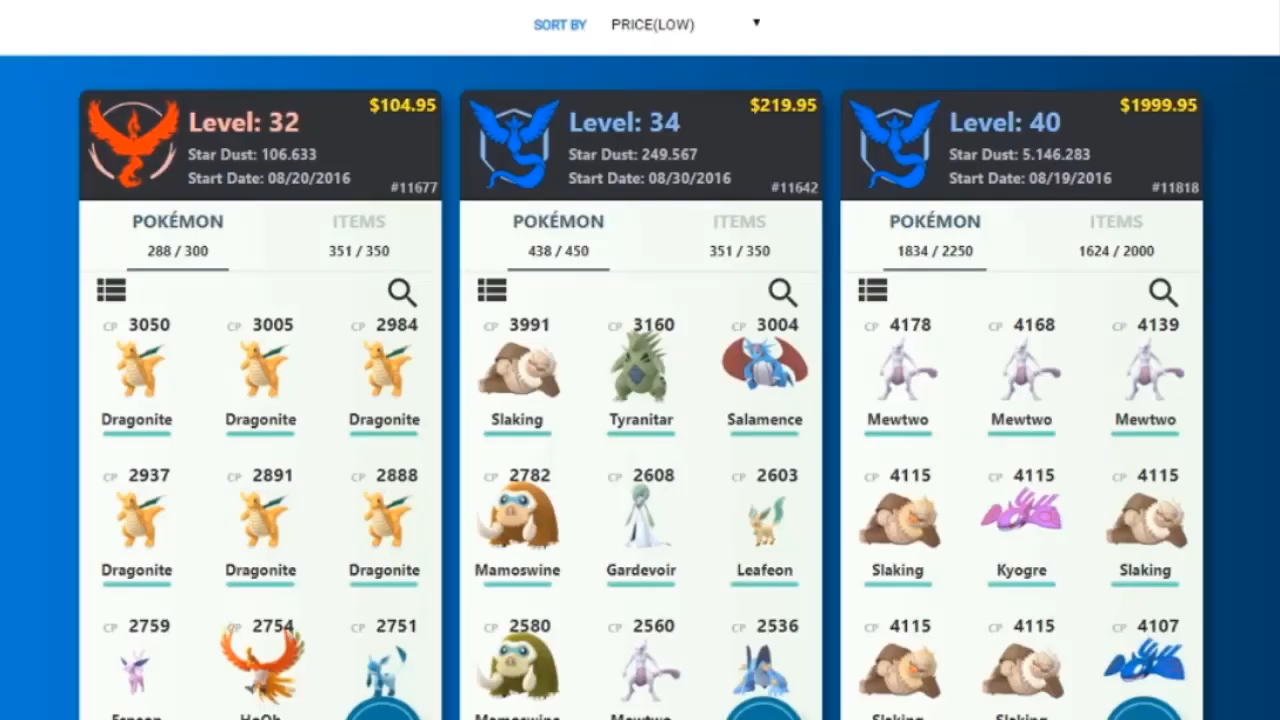 SORT BY PRICE(LOW)
$104.95
Level: 32
Star Dust: 106.633
Start Date: 08/20/2016
#11677
POKÉMON ITEMS
288 / 300 351 / 350
CP 3050 CP 3005 CP 2984
Dragonite Dragonite Dragonite
CP 2937 CP 2891 CP 2888
Dragonite Dragonite Dragonite
CP 2759 CP 2754 CP 2751
Espeon HoOh
$219.95
Level: 34
Star Dust: 249.567
Start Date: 08/30/2016
#11642
POKÉMON ITEMS
438 / 450 351 / 350
CP 3991 CP 3160 CP 3004
Slaking Tyranitar Salamence
CP 2782 CP 2608 CP 2603
Mamoswine Gardevoir Leafeon
CP 2580 CP 2560 CP 2536
Mamoswine Mewtwo
$1999.95
Level: 40
Star Dust: 5.146.283
Start Date: 08/19/2016
#11818
POKÉMON ITEMS
1834 / 2250 1624 / 2000
CP 4178 CP 4168 CP 4139
Mewtwo Mewtwo Mewtwo
CP 4115 CP 4115 CP 4115
Slaking Kyogre Slaking
CP 4115 CP 4115 CP 4107
Slaking Slaking